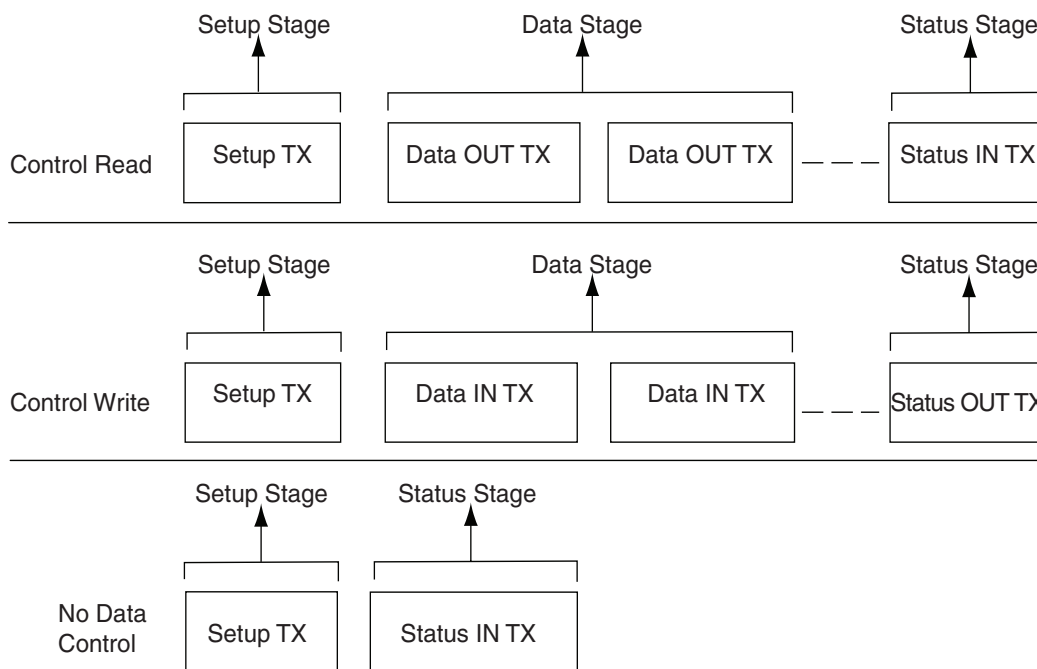 Setup Stage Data Stage Status Stage
Control Read Setup TX Data OUT TX Data OUT TX Status IN TX
Setup Stage Data Stage Status Stage
Control Write Setup TX Data IN TX Data IN TX Status OUT TX
Setup Stage Status Stage
No Data
Control Setup TX Status IN TX